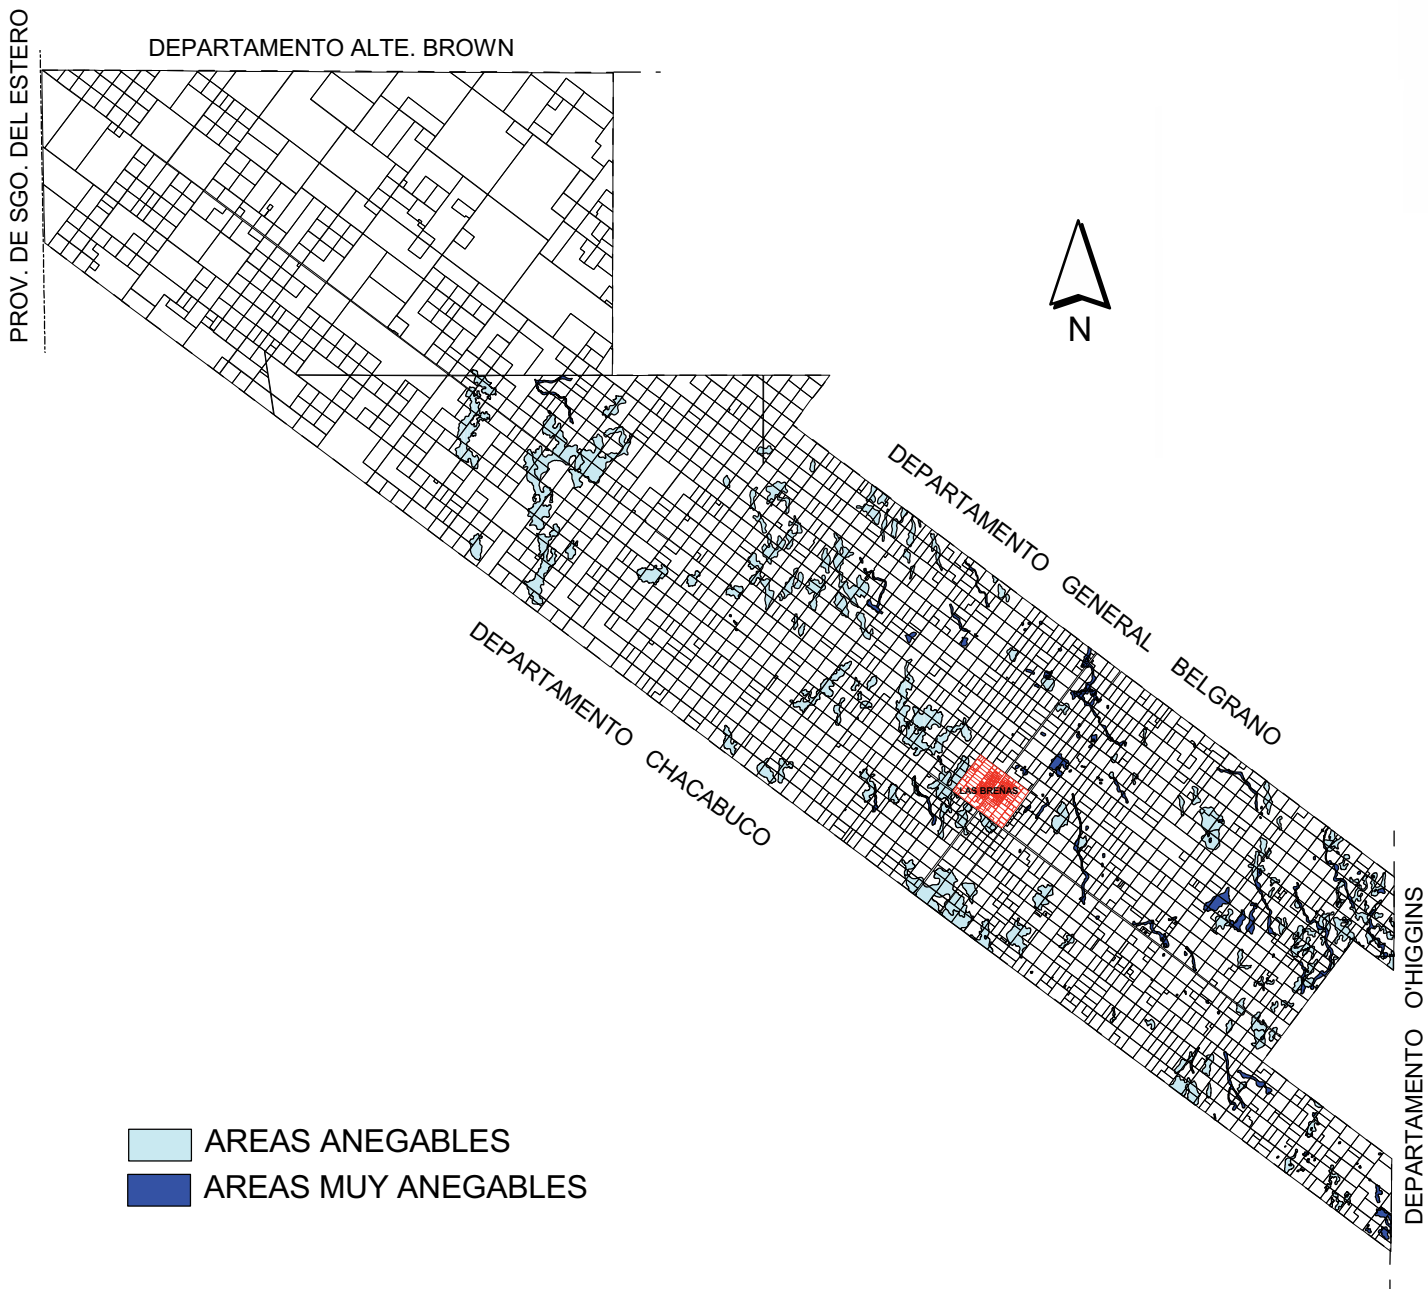 DEPARTAMENTO ALTE. BROWN
PROV. DE SGO. DEL ESTERO
N
DEPARTAMENTO GENERAL BELGRANO
DEPARTAMENTO CHACABUCO
LAS BREÑAS
DEPARTAMENTO O'HIGGINS
AREAS ANEGABLES
AREAS MUY ANEGABLES